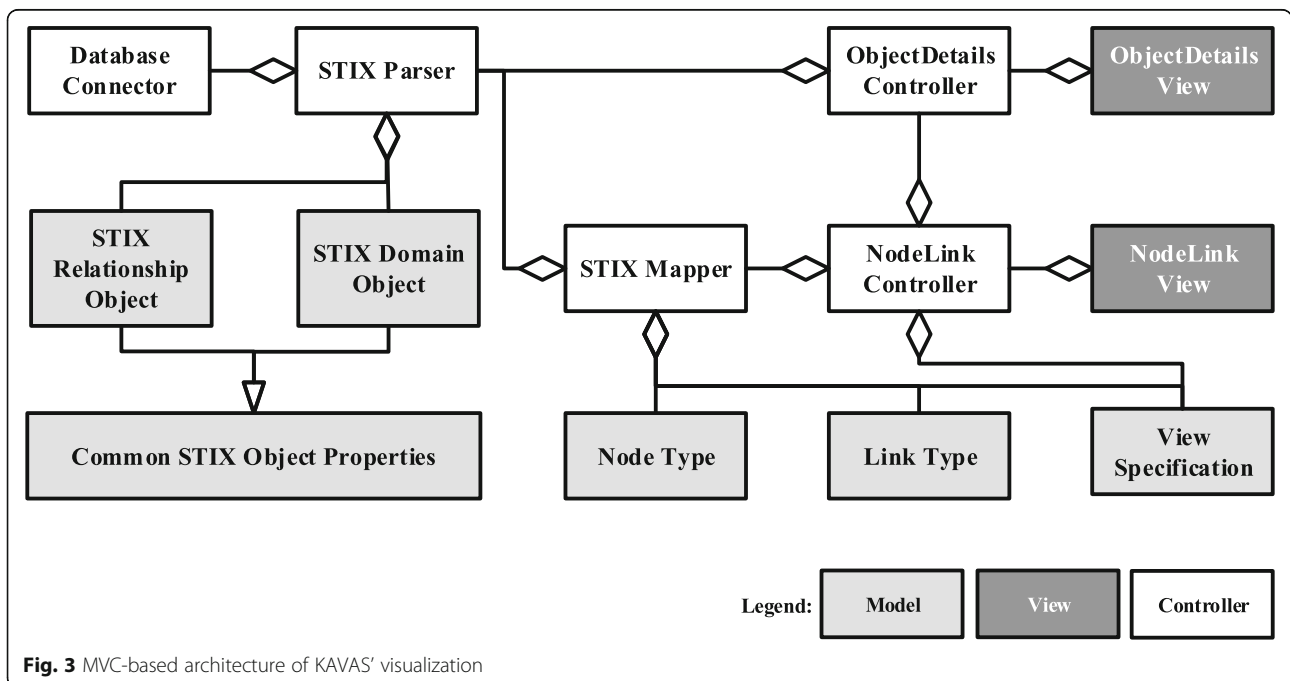 Database
Connector
STIX Parser
ObjectDetails
Controller
ObjectDetails
View
STIX
Relationship
Object
STIX Domain
Object
STIX Mapper
NodeLink
Controller
NodeLink
View
Common STIX Object Properties
Node Type
Link Type
View
Specification
Legend:
Model
View
Controller
Fig. 3 MVC-based architecture of KAVAS’ visualization